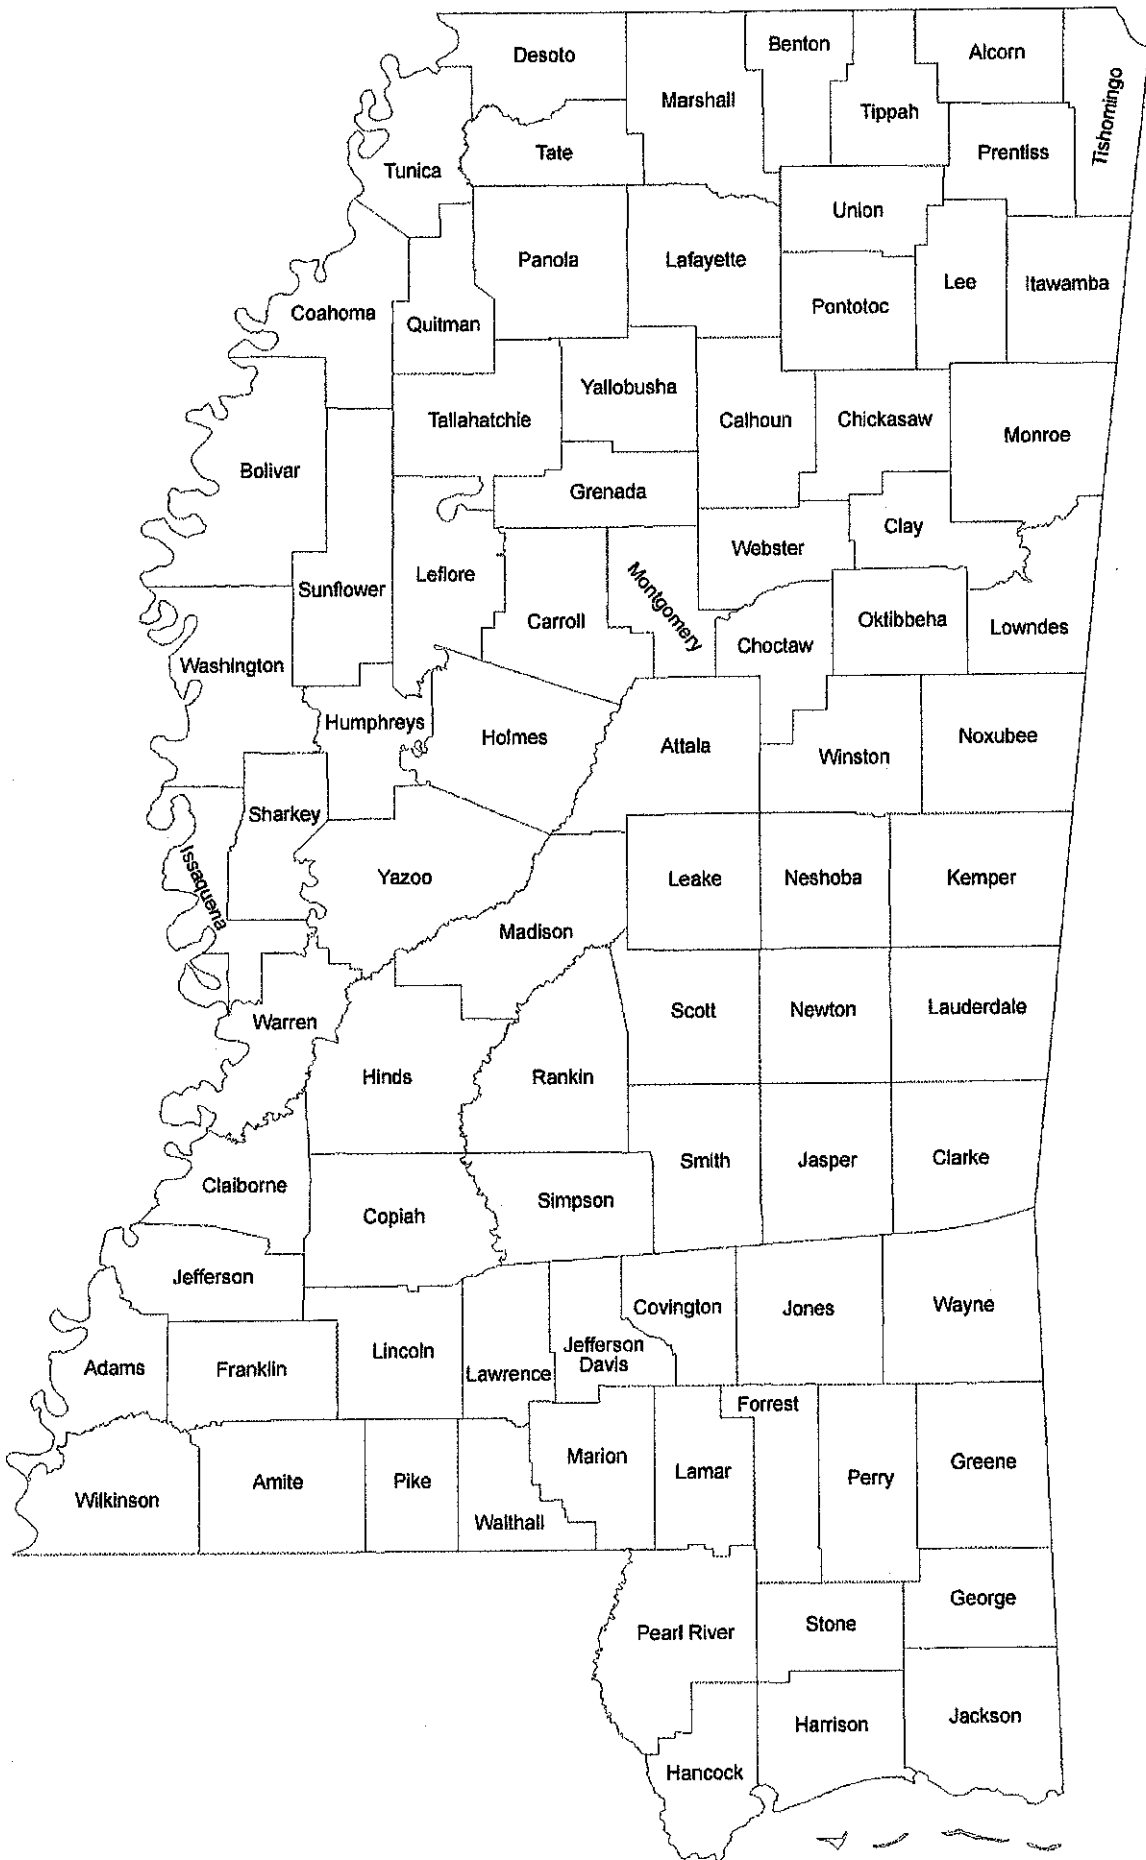 Desoto
Benton
Alcorn
Marshall
Tippah
Tishomingo
Tate
Prentiss
Tunica
Union
Panola
Lafayette
Lee
Itawamba
Coahoma
Quitman
Pontotoc
Yallobusha
Tallahatchie
Calhoun
Chickasaw
Monroe
Bolivar
Grenada
Clay
Webster
Leflore
Sunflower
Montgomery
Carroll
Choctaw
Oktibbeha
Lowndes
Washington
Humphreys
Holmes
Attala
Winston
Noxubee
Sharkey
Issaquena
Yazoo
Leake
Neshoba
Kemper
Madison
Warren
Scott
Newton
Lauderdale
Hinds
Rankin
Smith
Jasper
Clarke
Claiborne
Copiah
Simpson
Jefferson
Covington
Jones
Wayne
Adams
Franklin
Lincoln
Lawrence
Jefferson
Davis
Forrest
Marion
Lamar
Perry
Greene
Wilkinson
Amite
Pike
Walthall
Pearl River
Stone
George
Harrison
Jackson
Hancock